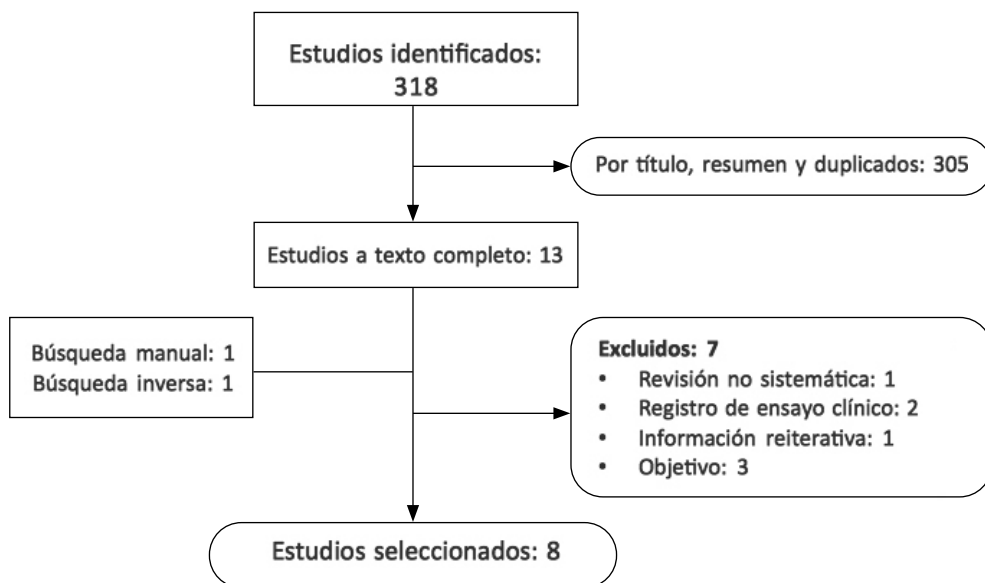 Estudios identificados:
318
Por título, resumen y duplicados: 305
Estudios a texto completo: 13
Búsqueda manual: 1
Búsqueda inversa: 1
Excluidos: 7
• Revisión no sistemática: 1
• Registro de ensayo clínico: 2
• Información reiterativa: 1
• Objetivo: 3
Estudios seleccionados: 8